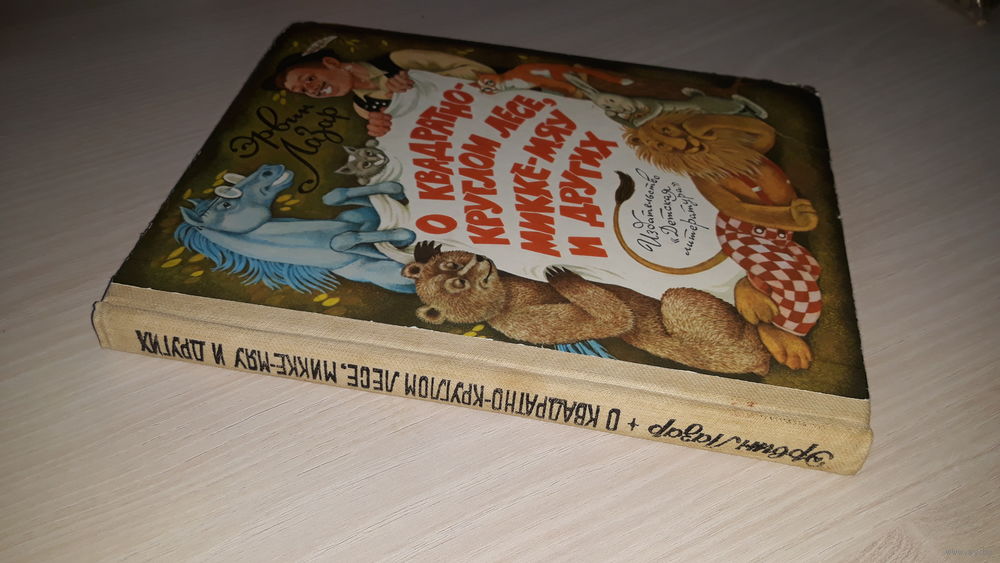 Эрвин
Лазар
О КВАДРАТНО-
КРУГЛОМ ЛЕСЕ,
МИККЕ-МЯУ
И ДРУГИХ
Издательство
«Детская
литература»
Эрвин Лазар + О КВАДРАТНО-КРУГЛОМ ЛЕСЕ, МИККЕ-МЯУ И ДРУГИХ